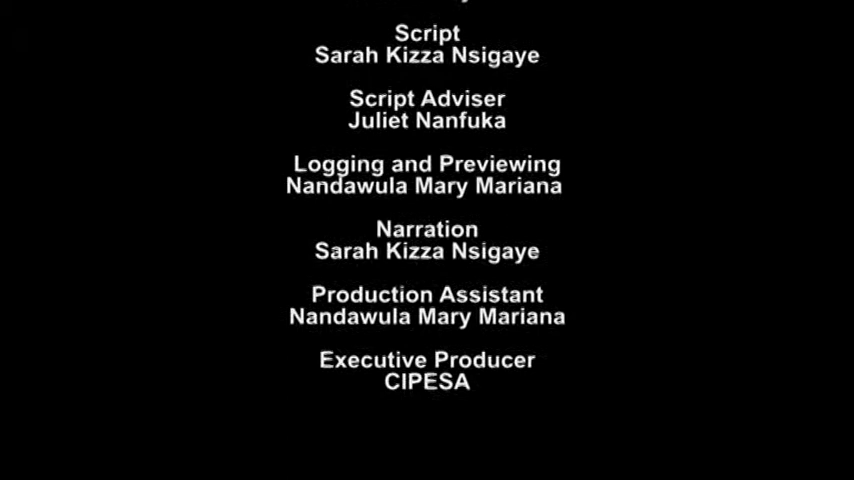 Script
Sarah Kizza Nsigaye
Script Adviser
Juliet Nanfuka
Logging and Previewing
Nandawula Mary Mariana
Narration
Sarah Kizza Nsigaye
Production Assistant
Nandawula Mary Mariana
Executive Producer
CIPESA